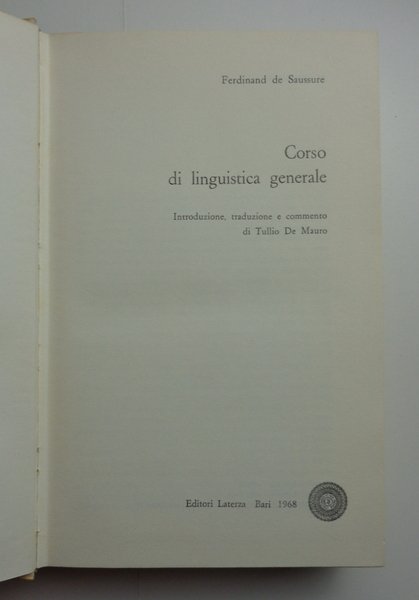 Ferdinand de Saussure
Corso
di linguistica generale
Introduzione, traduzione e commento
di Tullio De Mauro
Editori Laterza Bari 1968